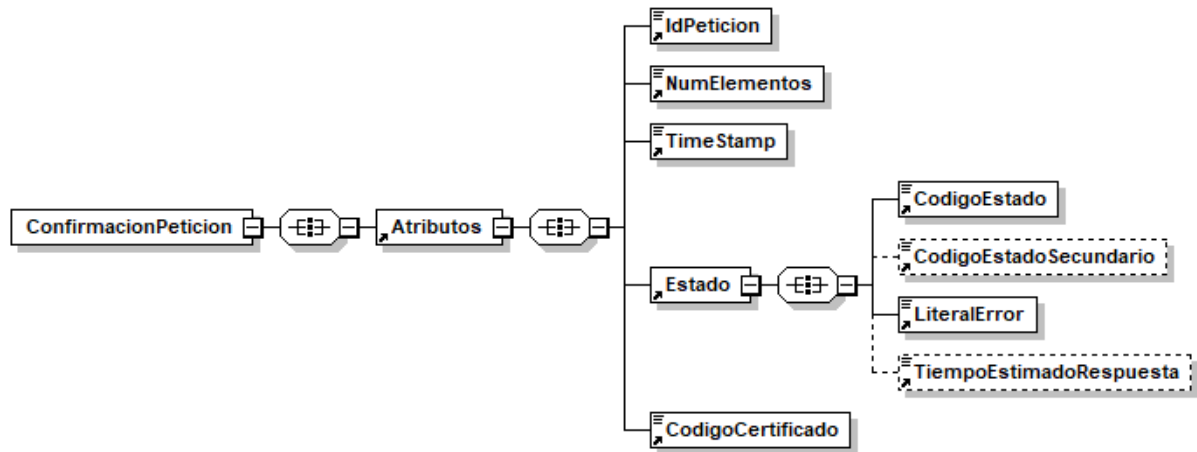 IdPeticion
NumElementos
TimeStamp
ConfirmacionPeticion
Atributos
Estado
CodigoEstado
CodigoEstadoSecundario
LiteralError
TiempoEstimadoRespuesta
CodigoCertificado